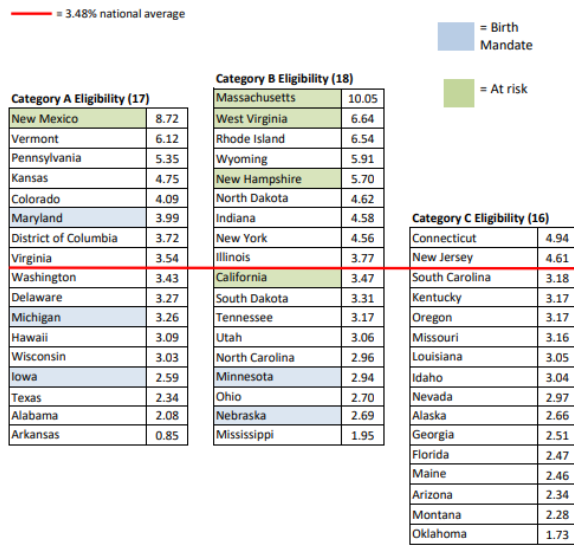 = 3.48% national average
= Birth
Mandate
= At risk
Category A Eligibility (17)
New Mexico 8.72
Vermont 6.12
Pennsylvania 5.35
Kansas 4.75
Colorado 4.09
Maryland 3.99
District of Columbia 3.72
Virginia 3.54
Washington 3.43
Delaware 3.27
Michigan 3.26
Hawaii 3.09
Wisconsin 3.03
Iowa 2.59
Texas 2.34
Alabama 2.08
Arkansas 0.85
Category B Eligibility (18)
Massachusetts 10.05
West Virginia 6.64
Rhode Island 6.54
Wyoming 5.91
New Hampshire 5.70
North Dakota 4.62
Indiana 4.58
New York 4.56
Illinois 3.77
California 3.47
South Dakota 3.31
Tennessee 3.17
Utah 3.06
North Carolina 2.96
Minnesota 2.94
Ohio 2.70
Nebraska 2.69
Mississippi 1.95
Category C Eligibility (16)
Connecticut 4.94
New Jersey 4.61
South Carolina 3.18
Kentucky 3.17
Oregon 3.17
Missouri 3.16
Louisiana 3.05
Idaho 3.04
Nevada 2.97
Alaska 2.66
Georgia 2.51
Florida 2.47
Maine 2.46
Arizona 2.34
Montana 2.28
Oklahoma 1.73